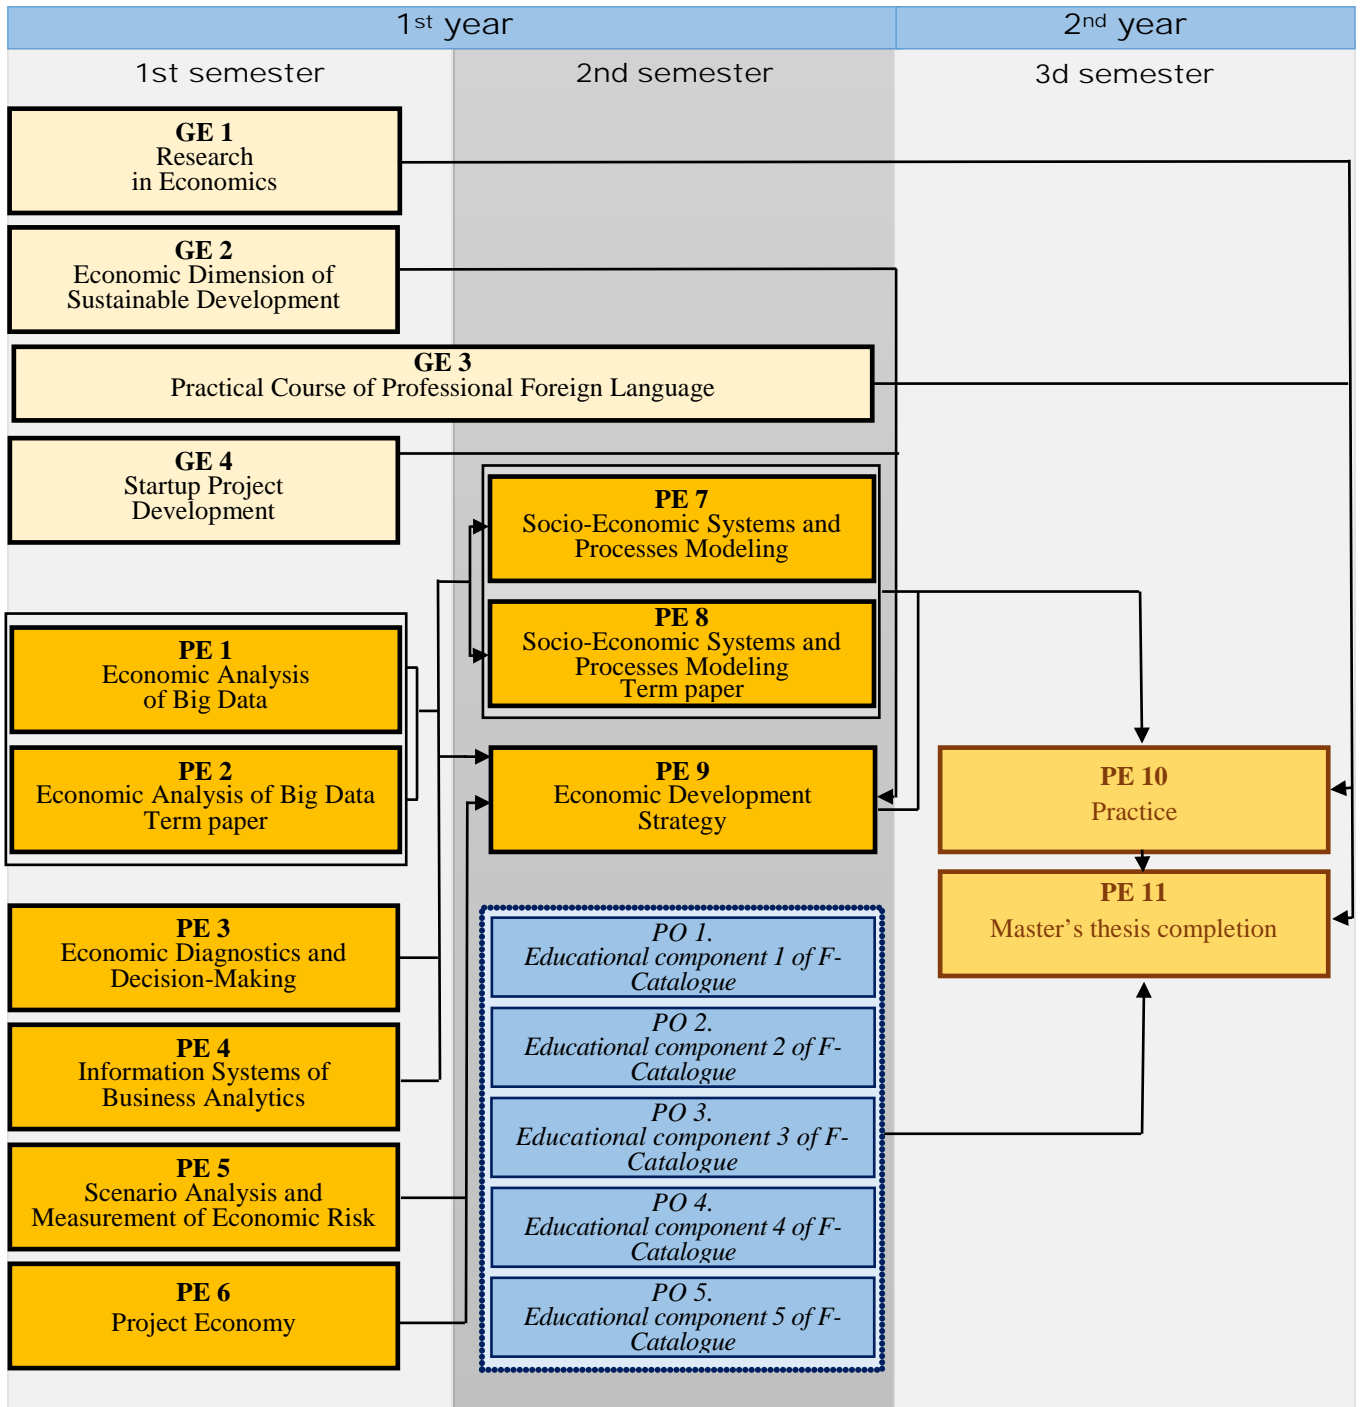 1st year
2nd year
1st semester
2nd semester
3d semester
GE 1
Research
in Economics
GE 2
Economic Dimension of
Sustainable Development
GE 3
Practical Course of Professional Foreign Language
GE 4
Startup Project
Development
PE 1
Economic Analysis
of Big Data
PE 2
Economic Analysis of Big Data
Term paper
PE 3
Economic Diagnostics and
Decision-Making
PE 4
Information Systems of
Business Analytics
PE 5
Scenario Analysis and
Measurement of Economic Risk
PE 6
Project Economy
PE 7
Socio-Economic Systems and
Processes Modeling
PE 8
Socio-Economic Systems and
Processes Modeling
Term paper
PE 9
Economic Development
Strategy
PO 1.
Educational component 1 of F-
Catalogue
PO 2.
Educational component 2 of F-
Catalogue
PO 3.
Educational component 3 of F-
Catalogue
PO 4.
Educational component 4 of F-
Catalogue
PO 5.
Educational component 5 of F-
Catalogue
PE 10
Practice
PE 11
Master's thesis completion